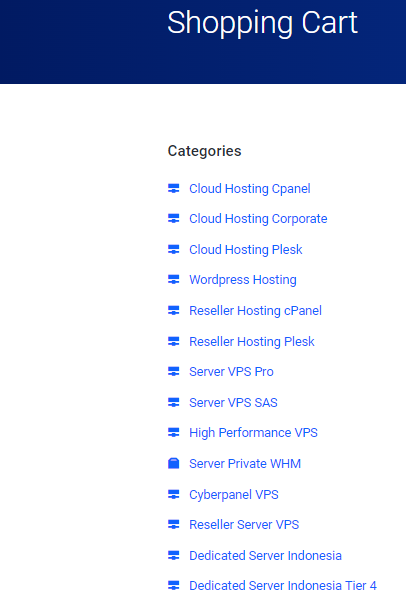 Shopping Cart
Categories
Cloud Hosting Cpanel
Cloud Hosting Corporate
Cloud Hosting Plesk
Wordpress Hosting
Reseller Hosting cPanel
Reseller Hosting Plesk
Server VPS Pro
Server VPS SAS
High Performance VPS
Server Private WHM
Cyberpanel VPS
Reseller Server VPS
Dedicated Server Indonesia
Dedicated Server Indonesia Tier 4